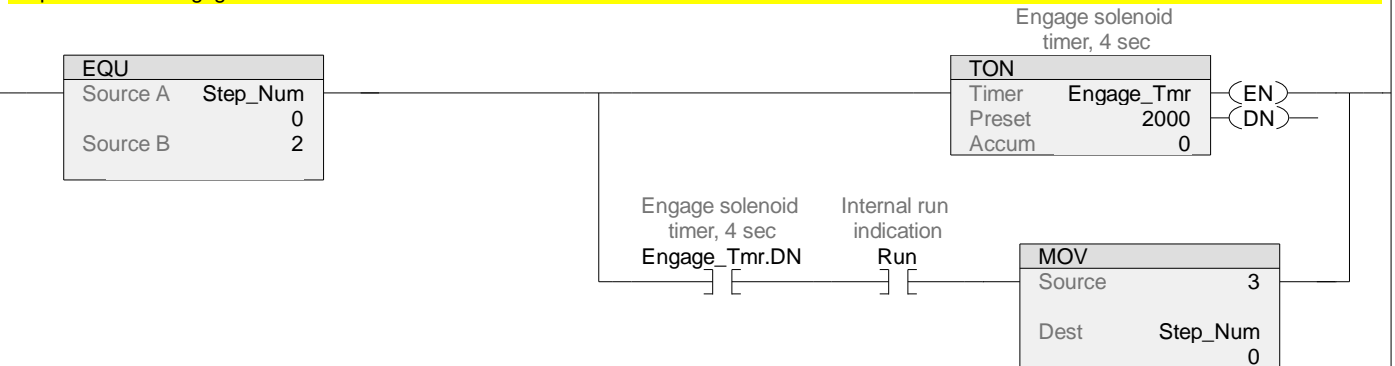 Engage solenoid
timer, 4 sec
EQU
Source A Step_Num
0
Source B 2
TON
Timer Engage_Tmr
Preset 2000
Accum 0
EN
DN
Engage solenoid
timer, 4 sec
Engage_Tmr.DN
Internal run
indication
Run
MOV
Source 3
Dest Step_Num
0